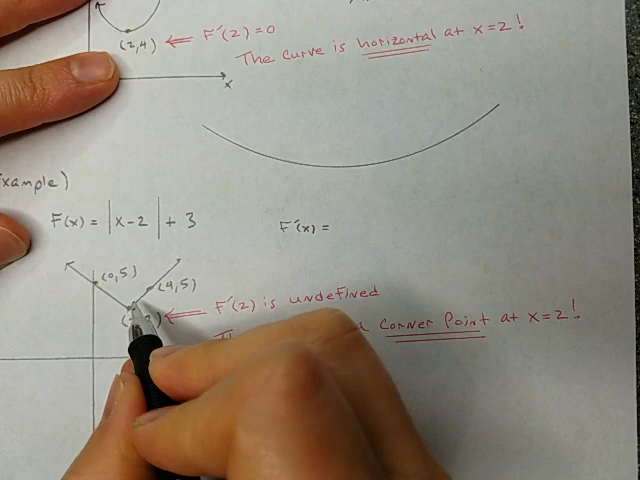 (2,4) ⟸ F'(2)=0
The curve is horizontal at x=2!
x
xample)
F(x) = |x-2| + 3
F'(x) =
(0,5)
(4,5)
⟸ F'(2) is undefined
a corner point at x=2!